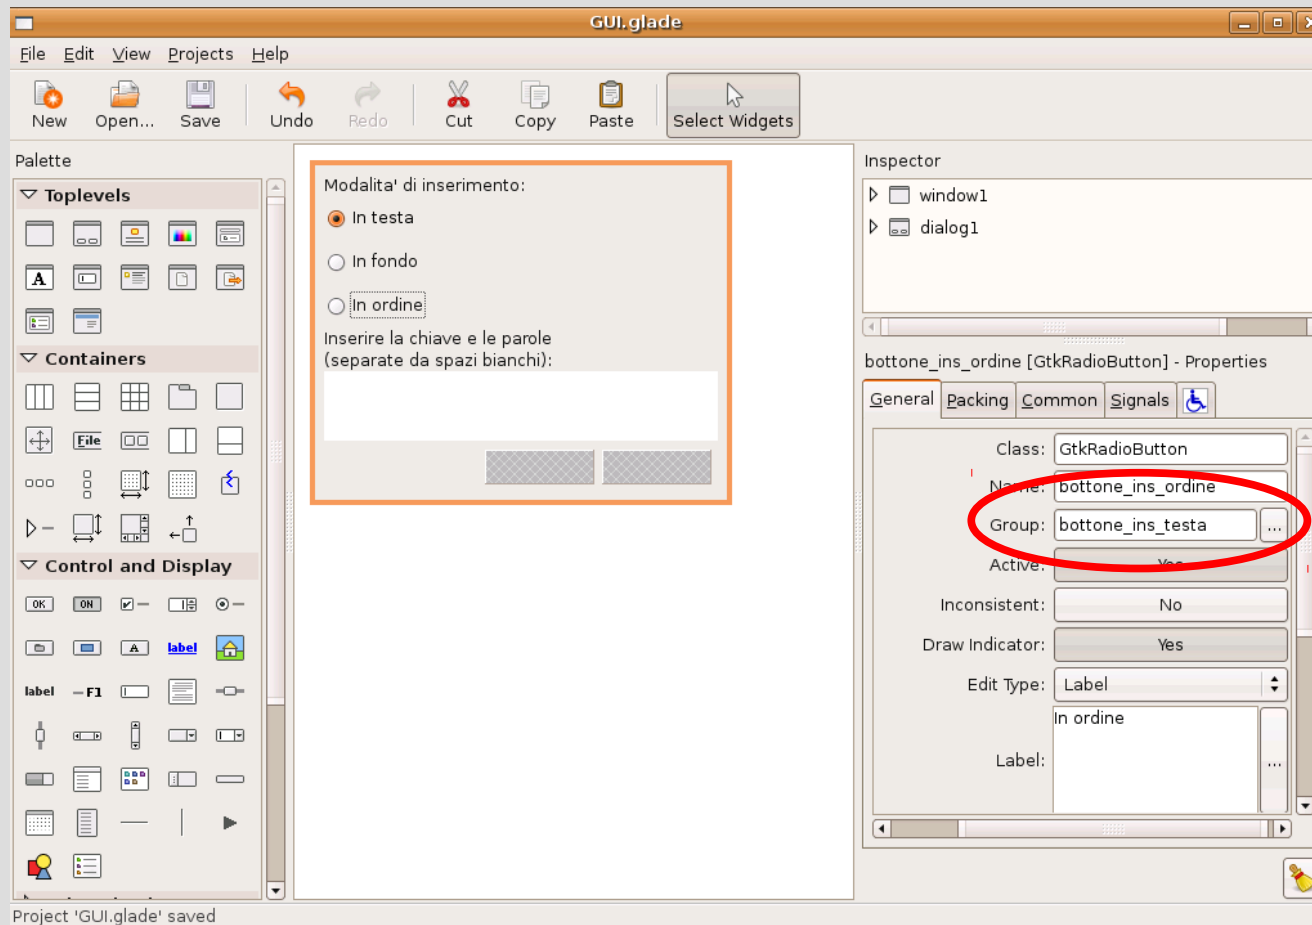 GUI.glade
File Edit View Projects Help
New Open... Save Undo Redo Cut Copy Paste Select Widgets
Palette
Toplevels
A
Containers
File
Control and Display
OK ON
A label
label F1
Modalita' di inserimento:
In testa
In fondo
In ordine
Inserire la chiave e le parole
(separate da spazi bianchi):
Inspector
window1
dialog1
bottone_ins_ordine [GtkRadioButton] - Properties
General Packing Common Signals
Class: GtkRadioButton
Name: bottone_ins_ordine
Group: bottone_ins_testa ...
Active: Yes
Inconsistent: No
Draw Indicator: Yes
Edit Type: Label
In ordine
Label: ...
Project 'GUI.glade' saved